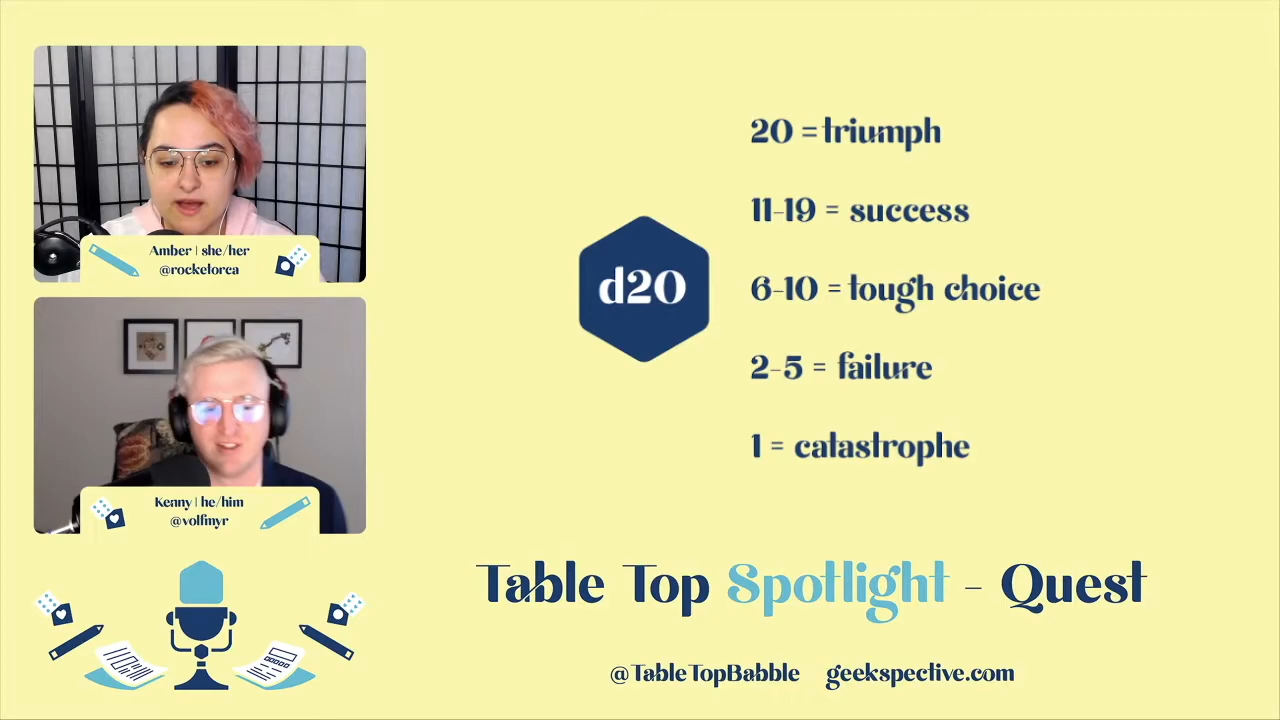 Amber | she/her
@rocketorca
Kenny | he/him
@volfmyr
d20
20 = triumph
11-19 = success
6-10 = tough choice
2-5 = failure
1 = catastrophe
Table Top Spotlight - Quest
@TableTopBabble geekspective.com